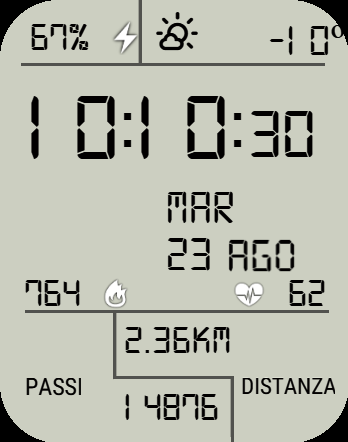 67% -10°
10:10:30
MAR
23 AGO
764 62
2.36KM
PASSI DISTANZA
14876